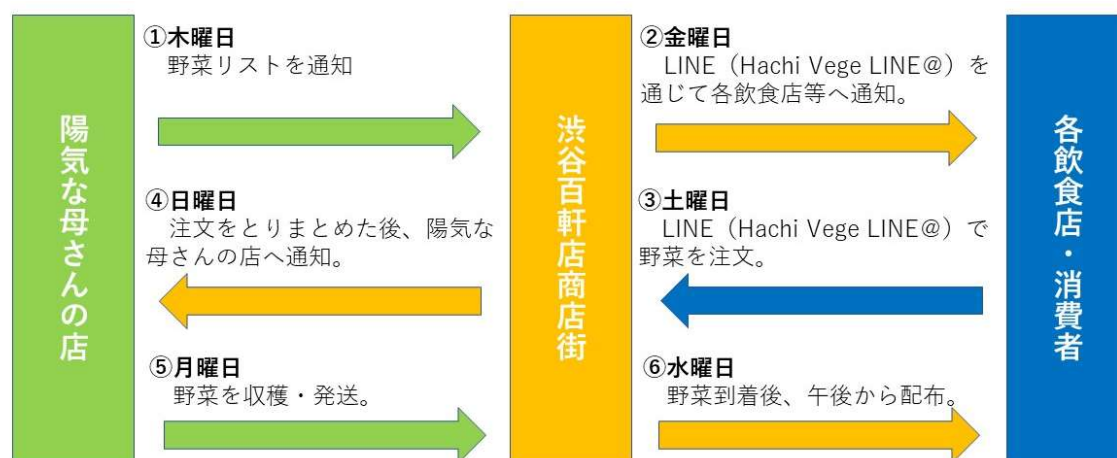 陽気な母さんの店
①木曜日
野菜リストを通知
渋谷百軒店商店街
②金曜日
LINE（Hachi Vege LINE@）を
通じて各飲食店等へ通知。
各飲食店・消費者
③土曜日
LINE（Hachi Vege LINE@）で
野菜を注文。
④日曜日
注文をとりまとめた後、陽気な
母さんの店へ通知。
⑤月曜日
野菜を収穫・発送。
⑥水曜日
野菜到着後、午後から配布。